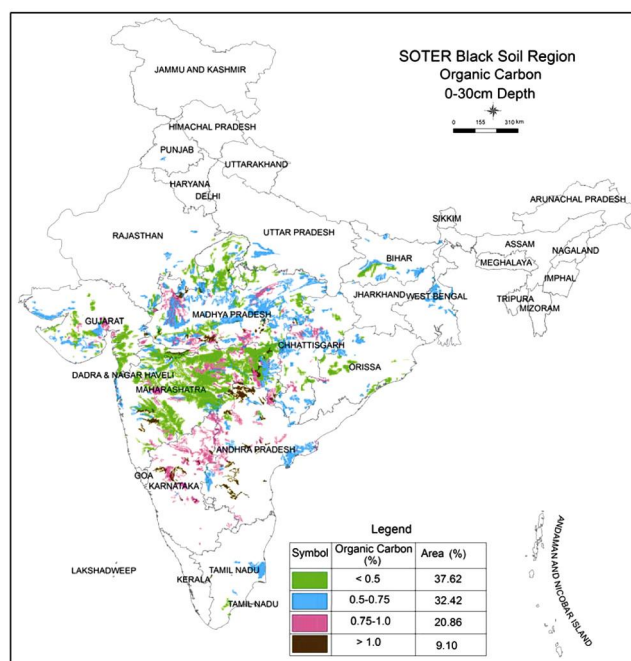 SOTER Black Soil Region
Organic Carbon
0-30cm Depth
0 155 310 km
JAMMU AND KASHMIR
HIMACHAL PRADESH
PUNJAB
UTTARAKHAND
HARYANA
DELHI
ARUNACHAL PRADESH
SIKKIM
RAJASTHAN
UTTAR PRADESH
ASSAM
NAGALAND
BIHAR
MEGHALAYA
IMPHAL
JHARKHAND
WEST BENGAL
TRIPURA
MIZORAM
GUJARAT
MADHYA PRADESH
CHHATTISGARH
ORISSA
DADRA & NAGAR HAVELI
MAHARASHTRA
ANDHRA PRADESH
GOA
KARNATAKA
LAKSHADWEEP
KERALA
TAMIL NADU
TAMIL NADU
ANDAMAN AND NICOBAR ISLAND
Legend
Symbol Organic Carbon (%) Area (%)
< 0.5 37.62
0.5-0.75 32.42
0.75-1.0 20.86
> 1.0 9.10